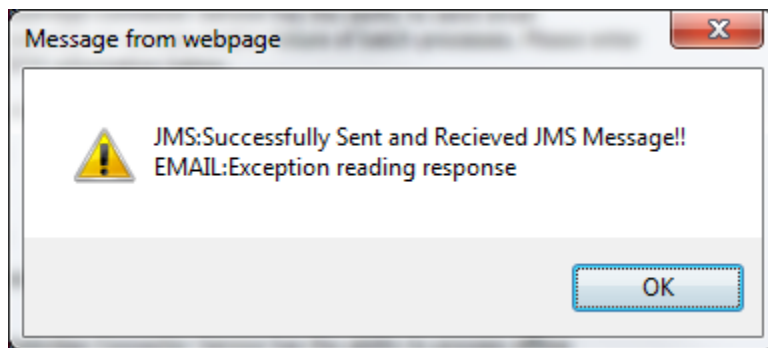 Message from webpage
JMS:Successfully Sent and Recieved JMS Message!!
EMAIL:Exception reading response
OK